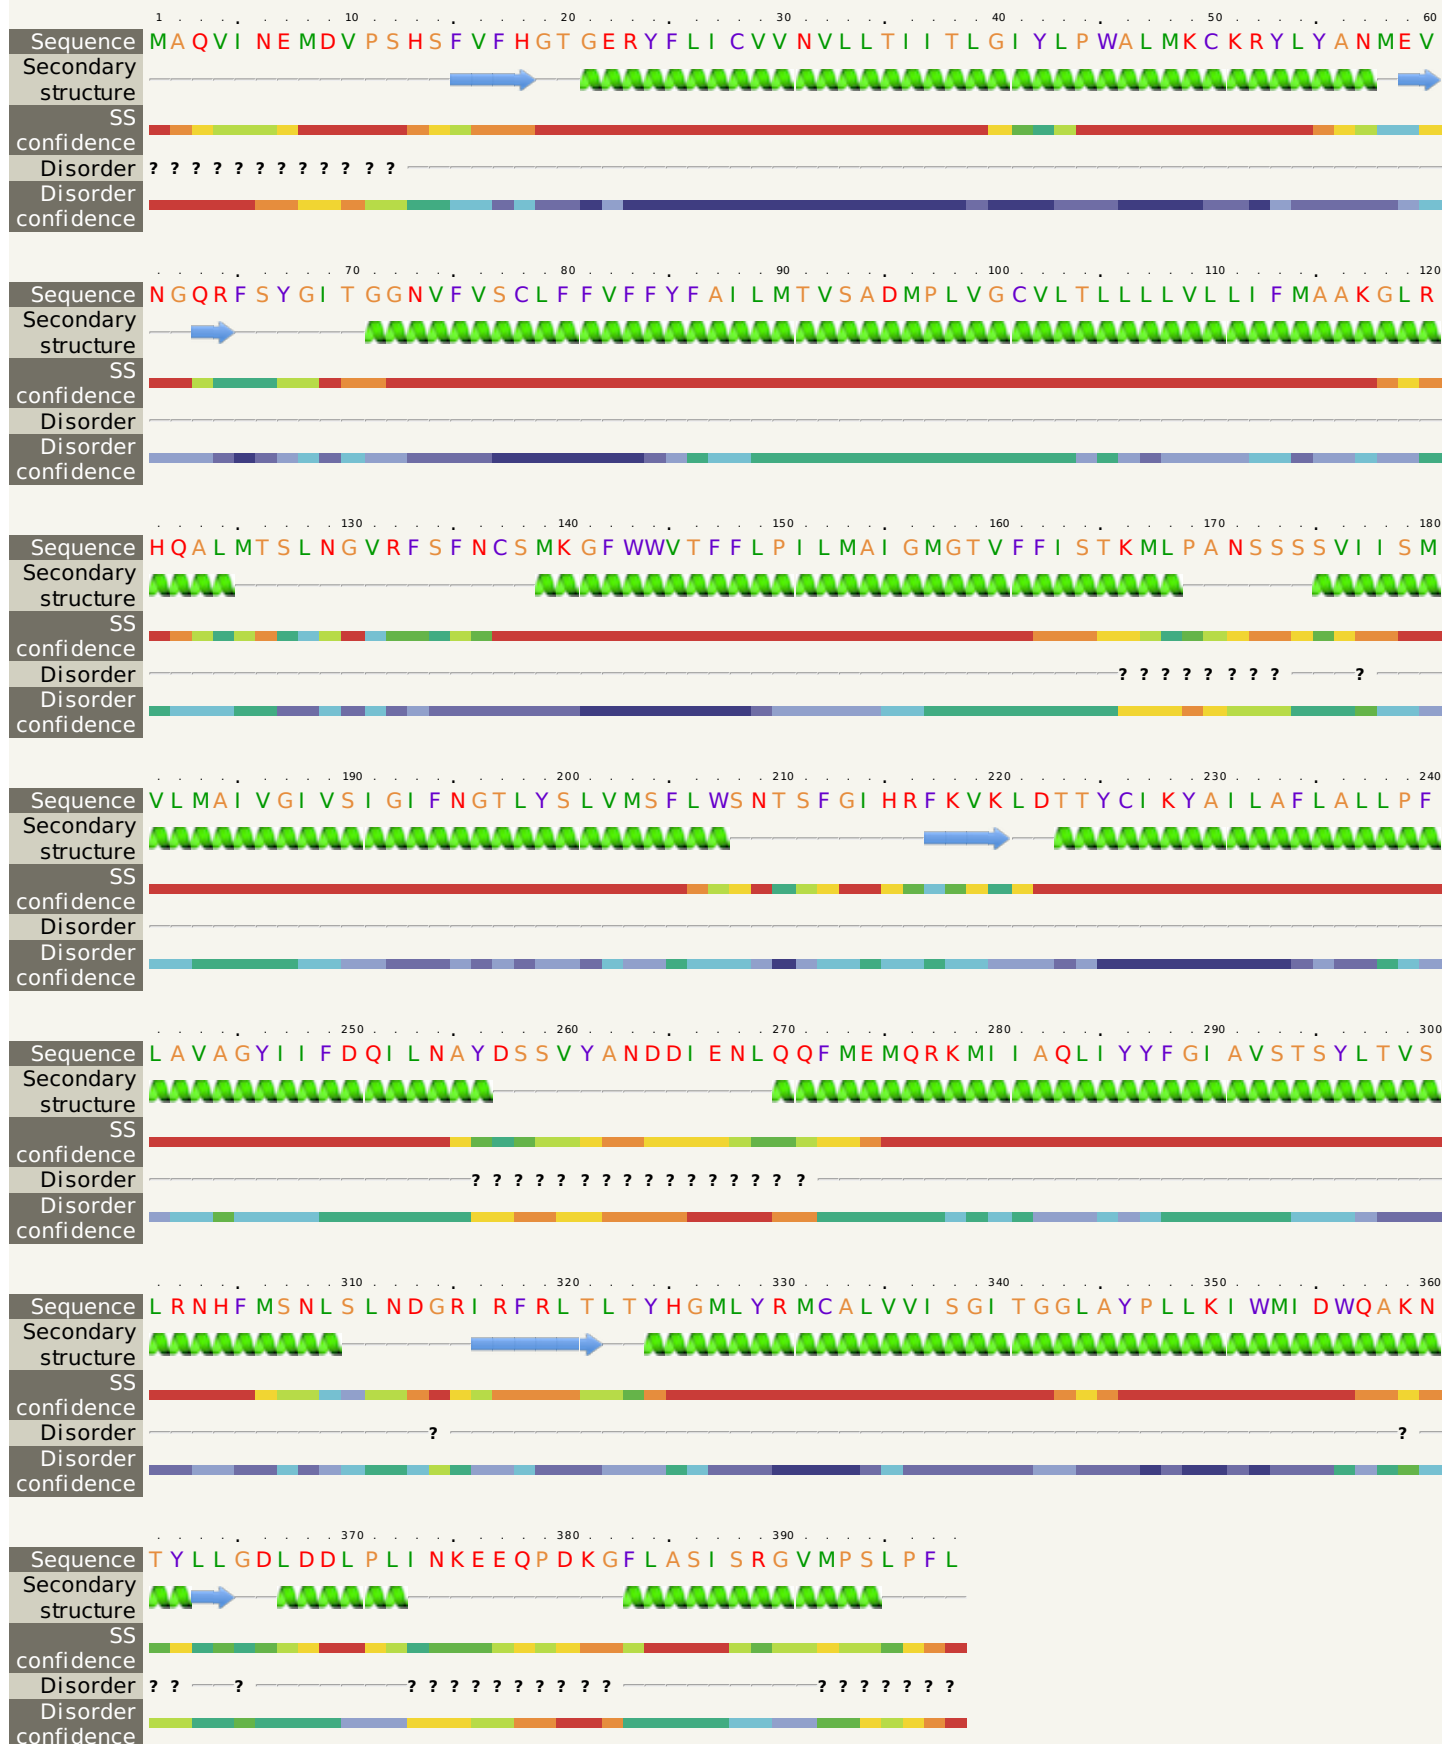 1 10 20 30 40 50 60
Sequence MAQVINEMDVPSHSFVFHGTGERYFLICVVNVLLTIITLGIYLPWALMKCKRYLYANMEV
Secondary
structure
SS
confidence
Disorder ? ? ? ? ? ? ? ? ? ? ? ?
Disorder
confidence
70 80 90 100 110 120
Sequence NGQRFSYGITGGNVFVSCLFFVFFYFAILMTVSADMPLVGCVLTLLLLVLLIFMAAKGLR
Secondary
structure
SS
confidence
Disorder
Disorder
confidence
130 140 150 160 170 180
Sequence HQALMTSLNGVRFSFNCSMKGFWWVTFFLPILMAIGMGTVFFISTKMLPANSSSSVIISM
Secondary
structure
SS
confidence
Disorder ? ? ? ? ? ? ? ? ?
Disorder
confidence
190 200 210 220 230 240
Sequence VLMAIVGIVSIGIFNGTLYSLVMSFLWSNTSFGIHRFKVKLDTTYCIKYAILAFLALLPF
Secondary
structure
SS
confidence
Disorder
Disorder
confidence
250 260 270 280 290 300
Sequence LAVAGYIIFDQILNAYDSSVYANDDIENLQQFMEMQRKMIIAQLIYYFGIAVSTSYLTVS
Secondary
structure
SS
confidence
Disorder ? ? ? ? ? ? ? ? ? ? ? ? ? ? ? ?
Disorder
confidence
310 320 330 340 350 360
Sequence LRNHFMSNLSLNDGRIRFRLTLTYHGMLYRMCALVVISGITGGLAYPLLKIWMIDWQAKN
Secondary
structure
SS
confidence
Disorder ? ?
Disorder
confidence
370 380 390
Sequence TYLLGDLDDLPLINKEEQPDKGFLASISRGVMPSLPFL
Secondary
structure
SS
confidence
Disorder ? ? ? ? ? ? ? ? ? ? ? ? ? ? ? ? ? ? ? ?
Disorder
confidence